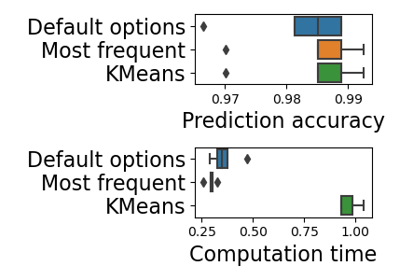 Default options
Most frequent
KMeans
0.97 0.98 0.99
Prediction accuracy
Default options
Most frequent
KMeans
0.25 0.50 0.75 1.00
Computation time